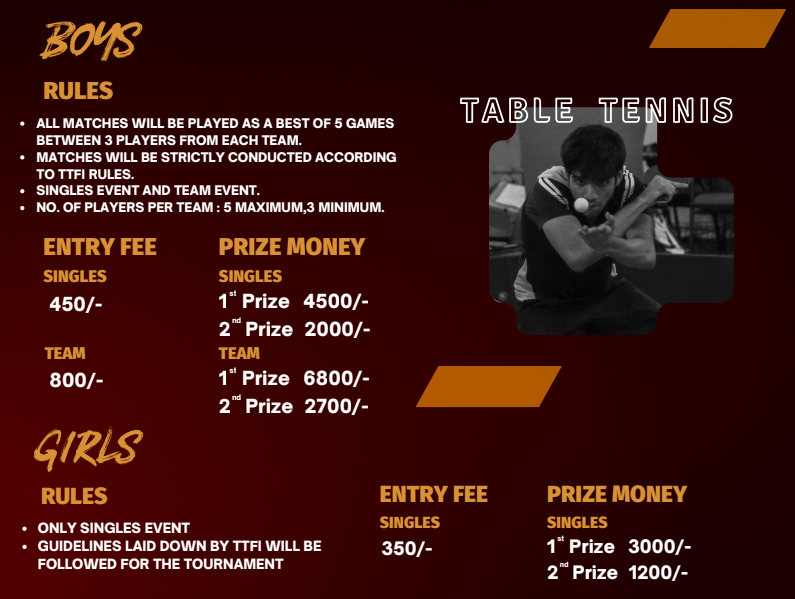 BOYS
RULES
• ALL MATCHES WILL BE PLAYED AS A BEST OF 5 GAMES
BETWEEN 3 PLAYERS FROM EACH TEAM.
• MATCHES WILL BE STRICTLY CONDUCTED ACCORDING
TO TTFI RULES.
• SINGLES EVENT AND TEAM EVENT.
• NO. OF PLAYERS PER TEAM : 5 MAXIMUM,3 MINIMUM.
TABLE TENNIS
ENTRY FEE
SINGLES
450/-
TEAM
800/-
PRIZE MONEY
SINGLES
1st Prize 4500/-
2nd Prize 2000/-
TEAM
1st Prize 6800/-
2nd Prize 2700/-
GIRLS
RULES
• ONLY SINGLES EVENT
• GUIDELINES LAID DOWN BY TTFI WILL BE
FOLLOWED FOR THE TOURNAMENT
ENTRY FEE
SINGLES
350/-
PRIZE MONEY
SINGLES
1st Prize 3000/-
2nd Prize 1200/-